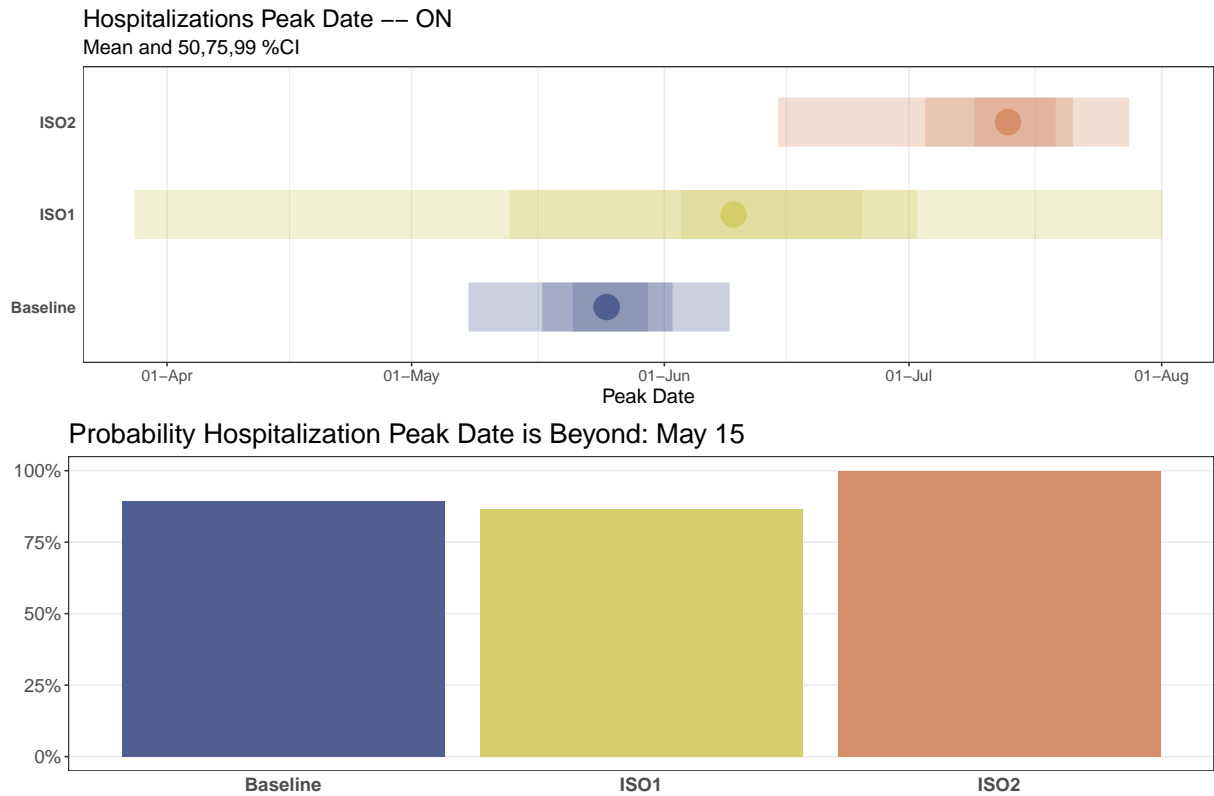 Hospitalizations Peak Date −− ON
Mean and 50,75,99 %CI
ISO2
ISO1
Baseline
01−Apr
01−May
01−Jun
01−Jul
01−Aug
Peak Date
Probability Hospitalization Peak Date is Beyond: May 15
100%
75%
50%
25%
0%
Baseline
ISO1
ISO2